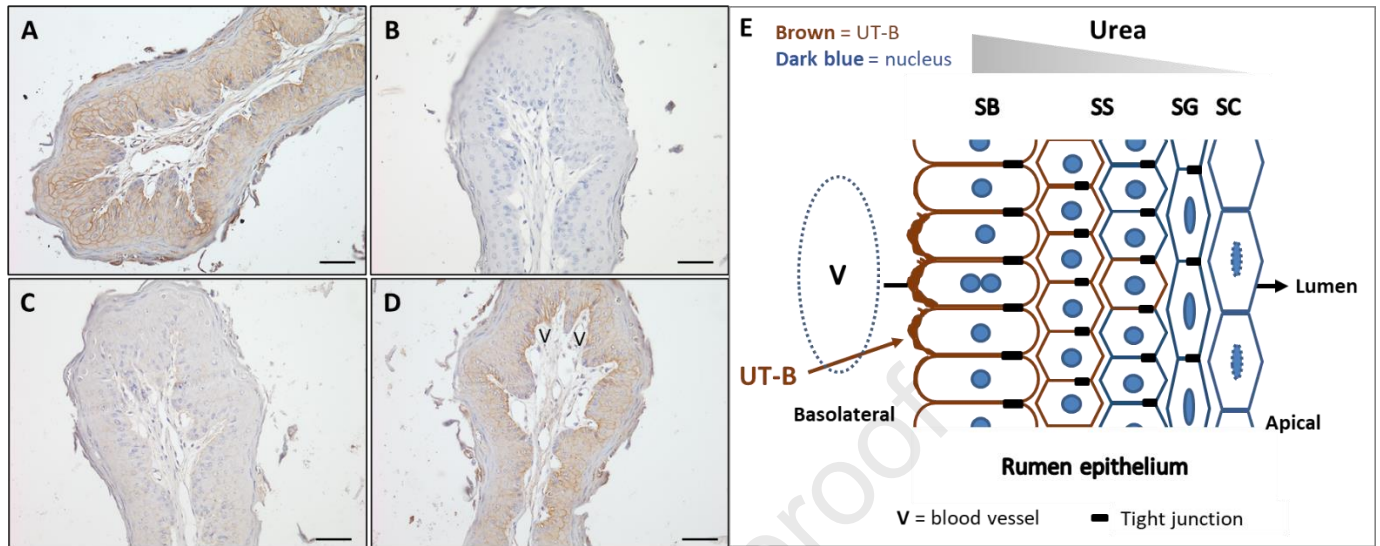 A
B
C
D
V V
E
Brown = UT-B
Dark blue = nucleus
Urea
SB SS SG SC
V
Lumen
UT-B
Basolateral
Apical
Rumen epithelium
V = blood vessel
Tight junction
proof